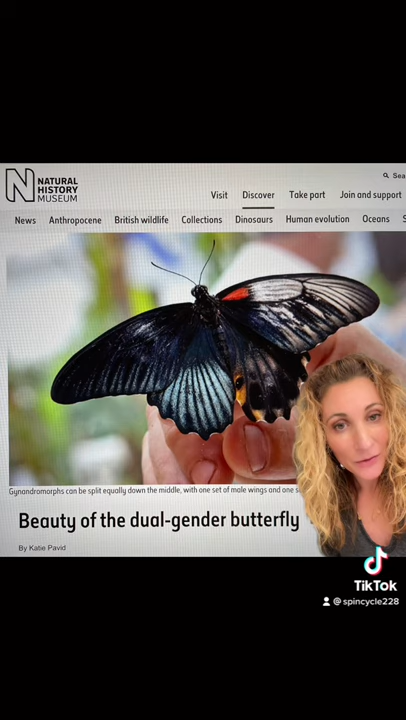 NATURAL
HISTORY
MUSEUM
Sea
Visit Discover Take part Join and support
News Anthropocene British wildlife Collections Dinosaurs Human evolution Oceans S
Gynandromorphs can be split equally down the middle, with one set of male wings and one s
Beauty of the dual-gender butterfly
By Katie Pavid
TikTok
@spincycle228